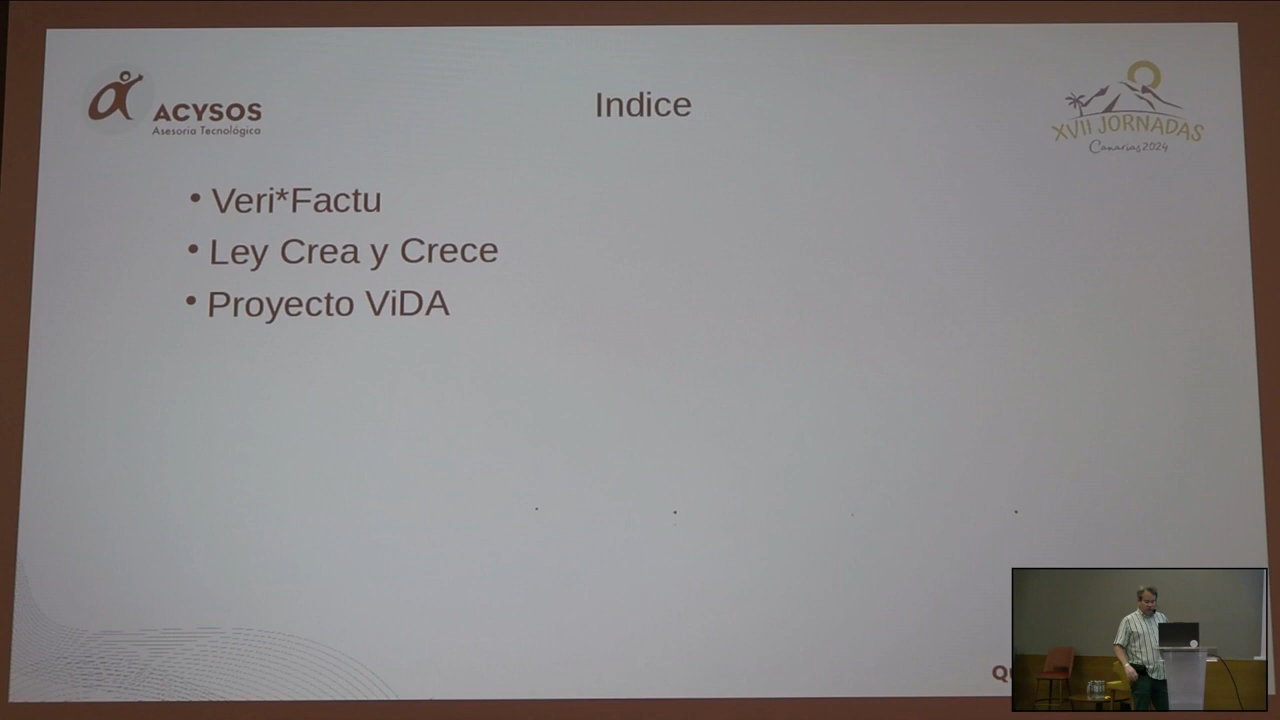 ACYSOS
Asesoría Tecnológica
Indice
XVII JORNADAS
Canarias 2024
• Veri*Factu
• Ley Crea y Crece
• Proyecto ViDA